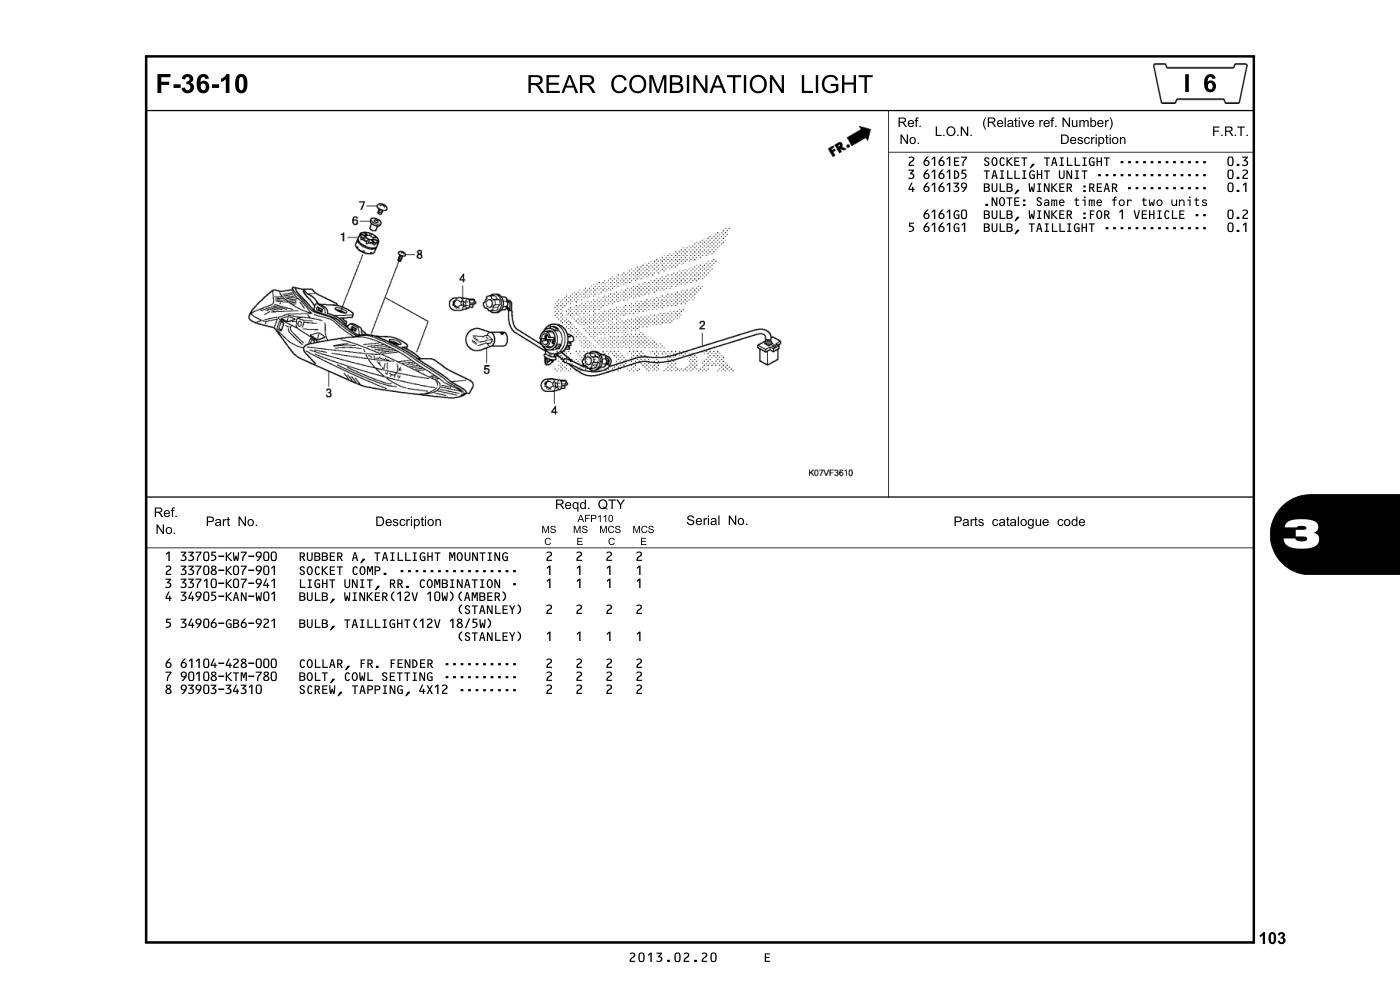 F-36-10 REAR COMBINATION LIGHT I 6
FR.
7
6
1
8
4
2
5
3
4
HONDA
K07VF3610
Ref. No. L.O.N. (Relative ref. Number) Description F.R.T.
2 6161E7 SOCKET, TAILLIGHT ------------ 0.3
3 6161D5 TAILLIGHT UNIT --------------- 0.2
4 616139 BULB, WINKER :REAR ----------- 0.1
.NOTE: Same time for two units
6161G0 BULB, WINKER :FOR 1 VEHICLE -- 0.2
5 6161G1 BULB, TAILLIGHT -------------- 0.1
Reqd. QTY
Ref. No. Part No. Description AFP110 Serial No. Parts catalogue code
MS MS MCS MCS
C E C E
1 33705-KW7-900 RUBBER A, TAILLIGHT MOUNTING 2 2 2 2
2 33708-K07-901 SOCKET COMP. ---------------- 1 1 1 1
3 33710-K07-941 LIGHT UNIT, RR. COMBINATION - 1 1 1 1
4 34905-KAN-W01 BULB, WINKER(12V 10W)(AMBER)
(STANLEY) 2 2 2 2
5 34906-GB6-921 BULB, TAILLIGHT(12V 18/5W)
(STANLEY) 1 1 1 1
6 61104-428-000 COLLAR, FR. FENDER ---------- 2 2 2 2
7 90108-KTM-780 BOLT, COWL SETTING ---------- 2 2 2 2
8 93903-34310 SCREW, TAPPING, 4X12 -------- 2 2 2 2
3
103
2013.02.20 E